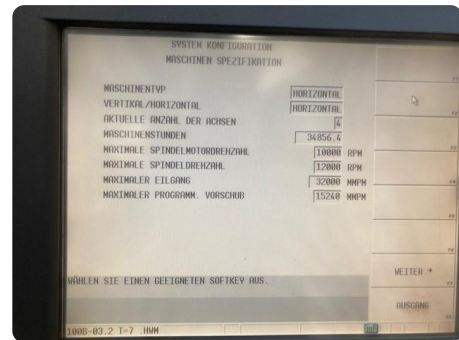 SYSTEM KONFIGURATION
MASCHINEN SPEZIFIKATION
MASCHINENTYP HORIZONTAL
VERTIKAL/HORIZONTAL HORIZONTAL
AKTUELLE ANZAHL DER ACHSEN 4
MASCHINENSTUNDEN 34856.4
MAXIMALE SPINDELMOTORDREHZAHL 10000 RPM
MAXIMALE SPINDELDREHZAHL 12000 RPM
MAXIMALER EILGANG 32000 MMPM
MAXIMALER PROGRAMM. VORSCHUB 15240 MMPM
WÄHLEN SIE EINEN GEEIGNETEN SOFTKEY AUS.
WEITER →
AUSGANG